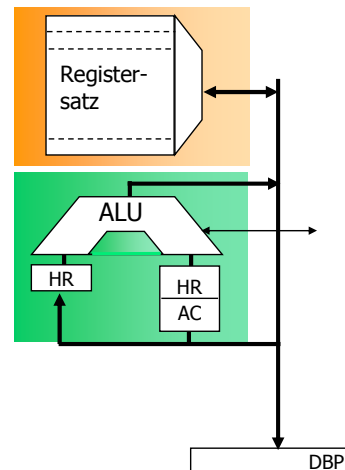 Register-
satz
ALU
HR
HR
AC
DBP